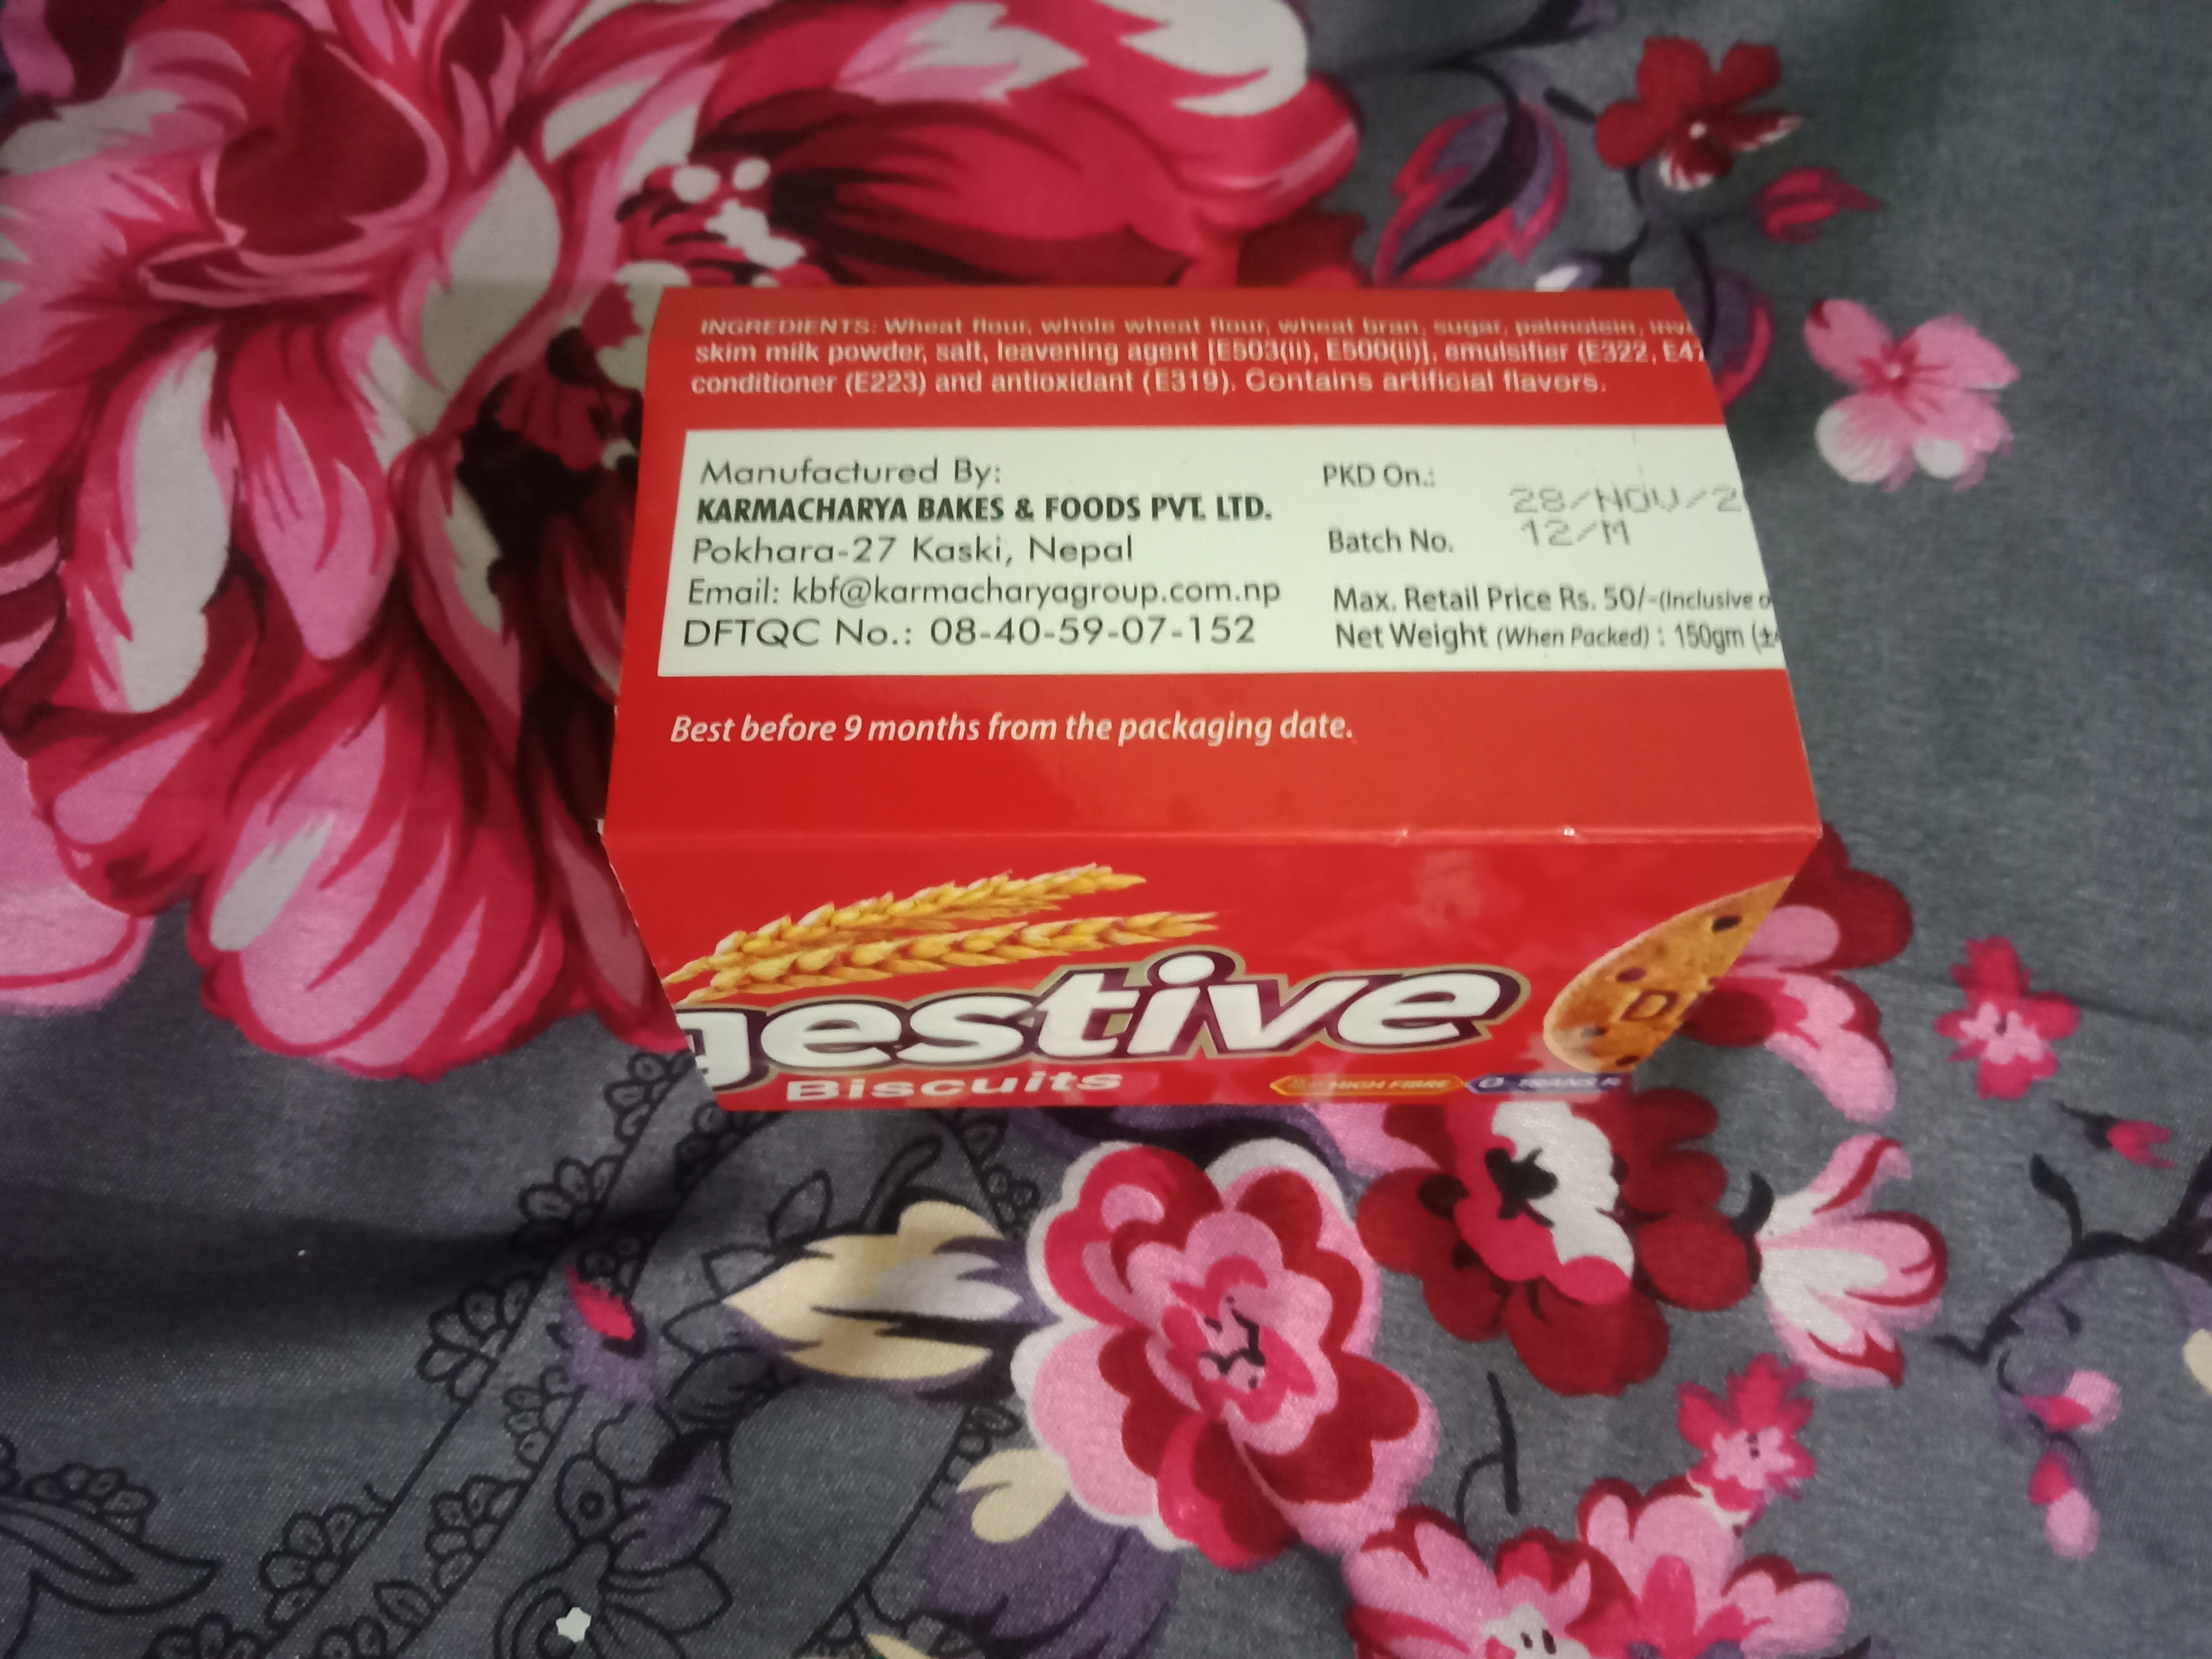 INGREDIENTS: Wheat flour, whole wheat flour, wheat bran, sugar, palmolein,
skim milk powder, salt, leavening agent [E503(ii), E500(ii)], emulsifier (E322, E47
conditioner (E223) and antioxidant (E319). Contains artificial flavors.
Manufactured By:
KARMACHARYA BAKES & FOODS PVT. LTD.
Pokhara-27 Kaski, Nepal
Email: kbf@karmacharyagroup.com.np
DFTQC No.: 08-40-59-07-152
PKD On.: 28/NOV/2
Batch No. 12/M
Max. Retail Price Rs. 50/-(Inclusive o
Net Weight (When Packed) : 150gm (±
Best before 9 months from the packaging date.
gestive
Biscuits
HIGH FIBRE
0 TRANS F
D